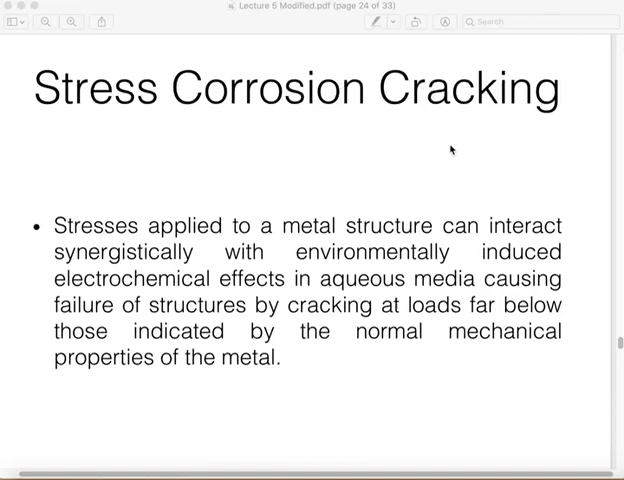 Lecture 5 Modified.pdf (page 24 of 33)
Search
Stress Corrosion Cracking
• Stresses applied to a metal structure can interact
synergistically with environmentally induced
electrochemical effects in aqueous media causing
failure of structures by cracking at loads far below
those indicated by the normal mechanical
properties of the metal.